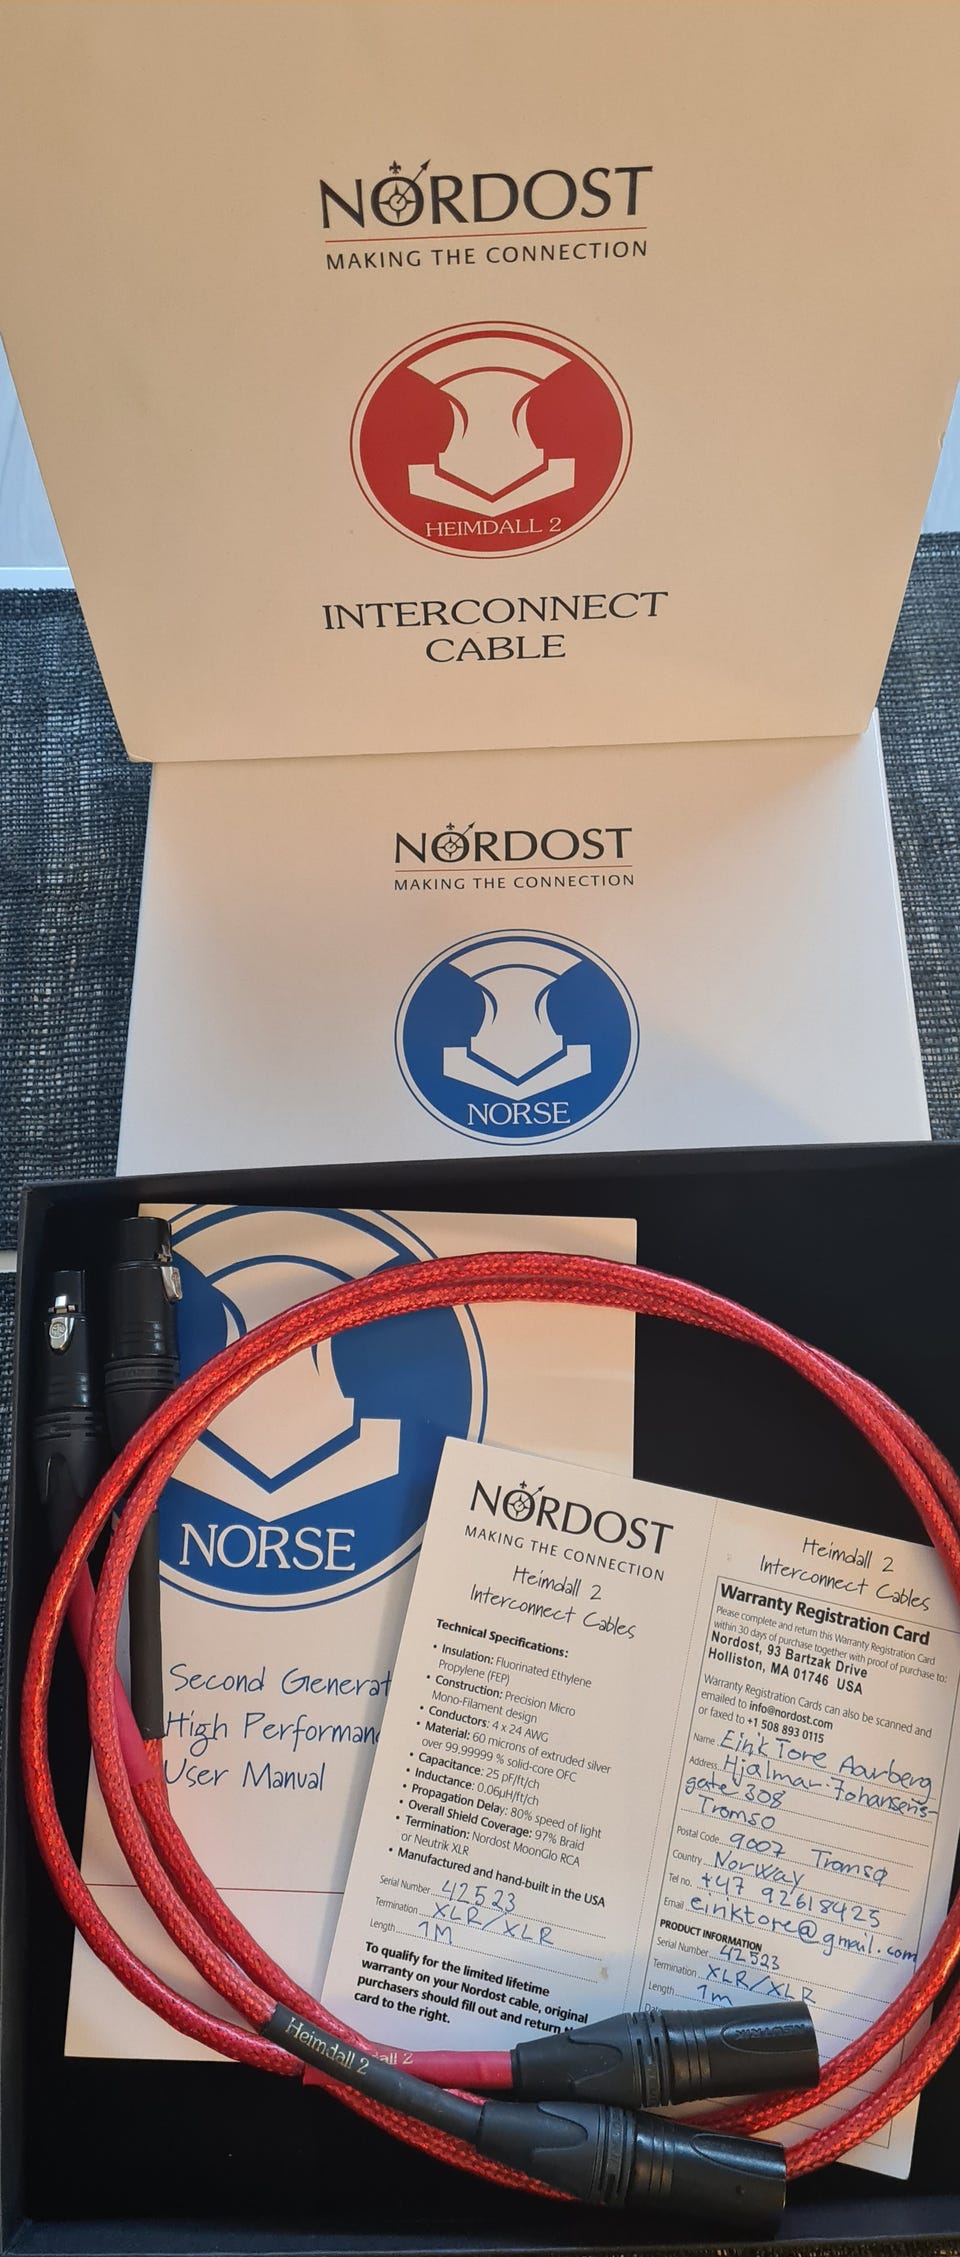 NORDOST
MAKING THE CONNECTION
HEIMDALL 2
INTERCONNECT
CABLE
NORDOST
MAKING THE CONNECTION
NORSE
NORSE
Second Generat
High Performan
User Manual
NORDOST
MAKING THE CONNECTION
Heimdall 2
Interconnect Cables
Technical Specifications:
• Insulation: Fluorinated Ethylene
Propylene (FEP)
• Construction: Precision Micro
Mono-Filament design
• Conductors: 4 x 24 AWG
• Material: 60 microns of extruded silver
over 99.99999 % solid-core OFC
• Capacitance: 25 pF/ft/ch
• Inductance: 0.06µH/ft/ch
• Propagation Delay: 80% speed of light
• Overall Shield Coverage: 97% Braid
• Termination: Nordost MoonGlo RCA
or Neutrik XLR
• Manufactured and hand-built in the USA
Serial Number 42523
Termination XLR/XLR
Length 1M
To qualify for the limited lifetime
warranty on your Nordost cable, original
purchasers should fill out and return
card to the right.
Heimdall 2
Interconnect Cables
Warranty Registration Card
Please complete and return this Warranty Registration Card
within 30 days of purchase together with proof of purchase to:
Nordost, 93 Bartzak Drive
Holliston, MA 01746 USA
Warranty Registration Cards can also be scanned and
emailed to info@nordost.com
or faxed to +1 508 893 0115
Name Eink Tore Aarberg
Address Hjalmar Johansens-
gate 308
Tromsø
Postal Code 9007 Tromsø
Country Norway
Tel no. +47 92618425
Email einktore@gmail.com
PRODUCT INFORMATION
Serial Number 42523
Termination XLR/XLR
Length 1m
Heimdall 2
all 2
NEUTRIK